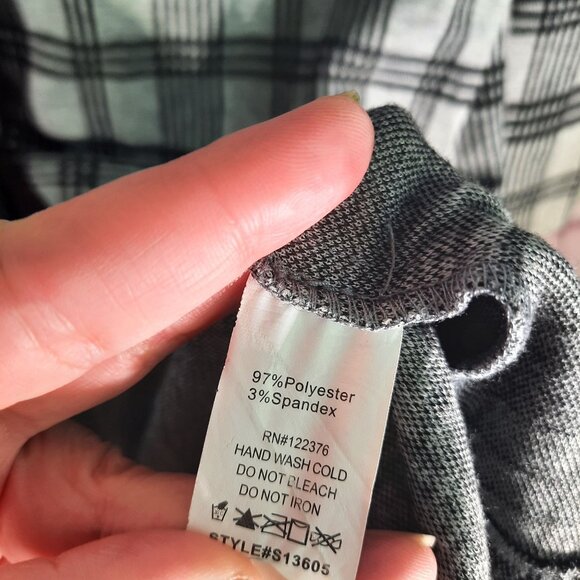 97%Polyester
3%Spandex
RN#122376
HAND WASH COLD
DO NOT BLEACH
DO NOT IRON
STYLE#S13605